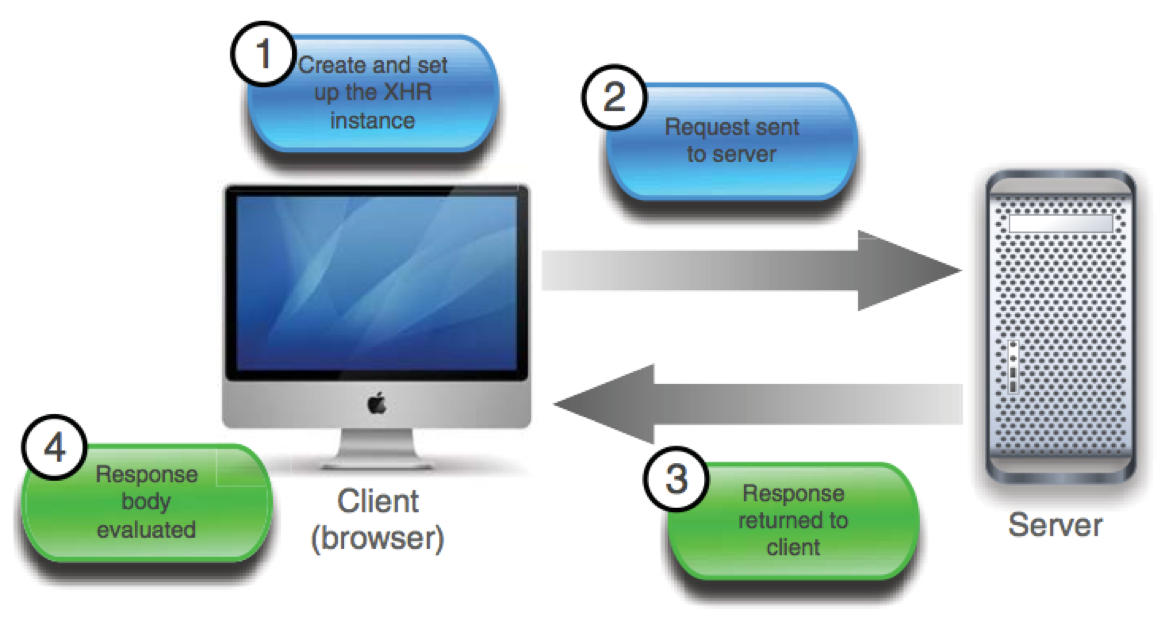 1
Create and set
up the XHR
instance
2
Request sent
to server
3
Response
returned to
client
4
Response
body
evaluated
Client
(browser)
Server